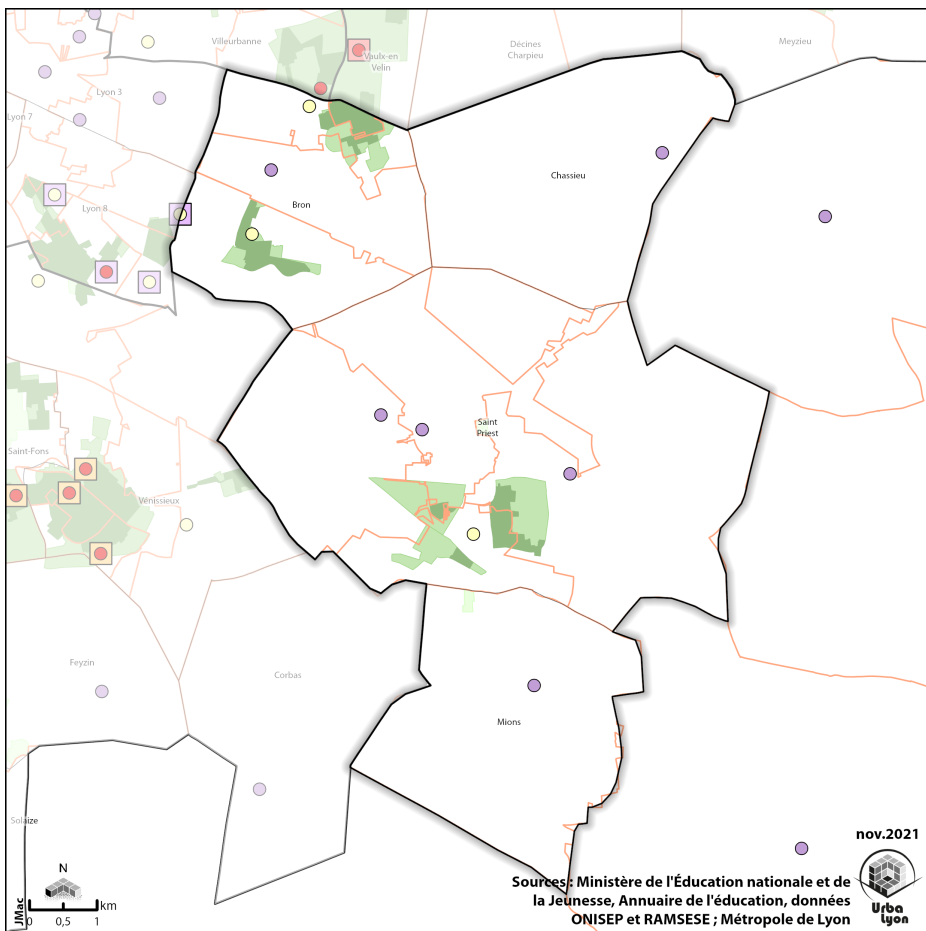 Villeurbanne
Vaulx-en
Velin
Décines
Charpieu
Meyzieu
Lyon 3
Lyon 7
Chassieu
Lyon 8
Bron
Saint
Priest
Saint-Fons
Vénissieux
Feyzin
Corbas
Mions
Solaize
nov.2021
N
JMac
0 0,5 1 km
Sources : Ministère de l'Éducation nationale et de
la Jeunesse, Annuaire de l'éducation, données
ONISEP et RAMSESE ; Métropole de Lyon
Urba
Lyon